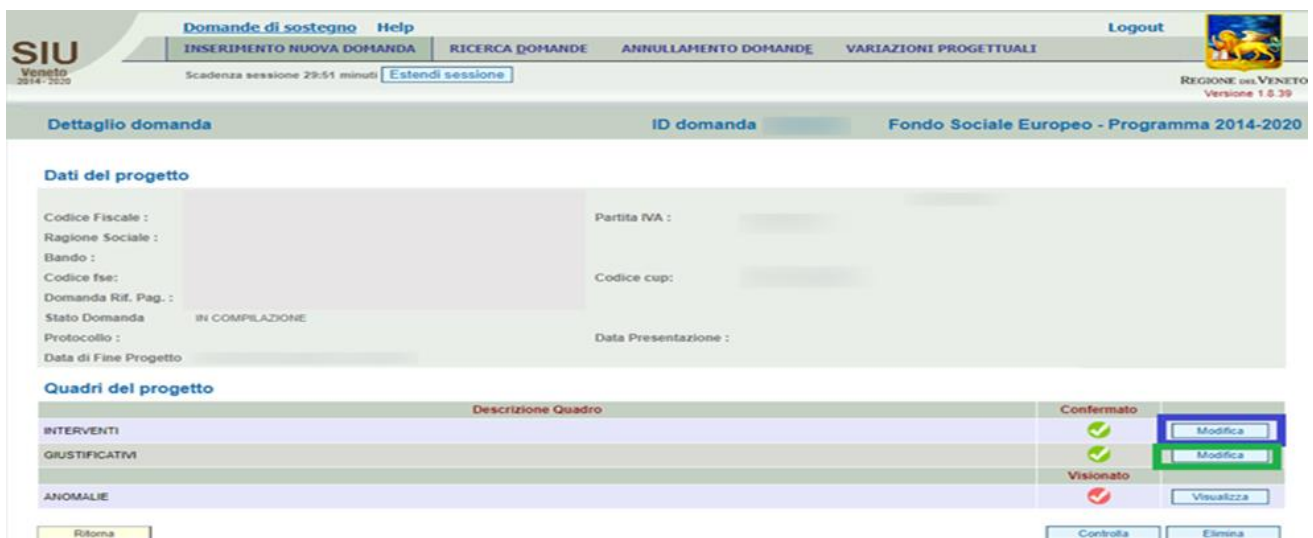 Domande di sostegno Help Logout
SIU
Veneto
2014-2020
INSERIMENTO NUOVA DOMANDA RICERCA DOMANDE ANNULLAMENTO DOMANDE VARIAZIONI PROGETTUALI
Scadenza sessione 29:51 minuti Estendi sessione
REGIONE DEL VENETO
Versione 1.8.39
Dettaglio domanda ID domanda Fondo Sociale Europeo - Programma 2014-2020
Dati del progetto
Codice Fiscale : Partita IVA :
Ragione Sociale :
Bando :
Codice fse: Codice cup:
Domanda Rif. Pag. :
Stato Domanda IN COMPILAZIONE
Protocollo : Data Presentazione :
Data di Fine Progetto
Quadri del progetto
Descrizione Quadro Confermato
INTERVENTI Modifica
GIUSTIFICATIVI Modifica
Visionato
ANOMALIE Visualizza
Ritorna Controlla Elimina